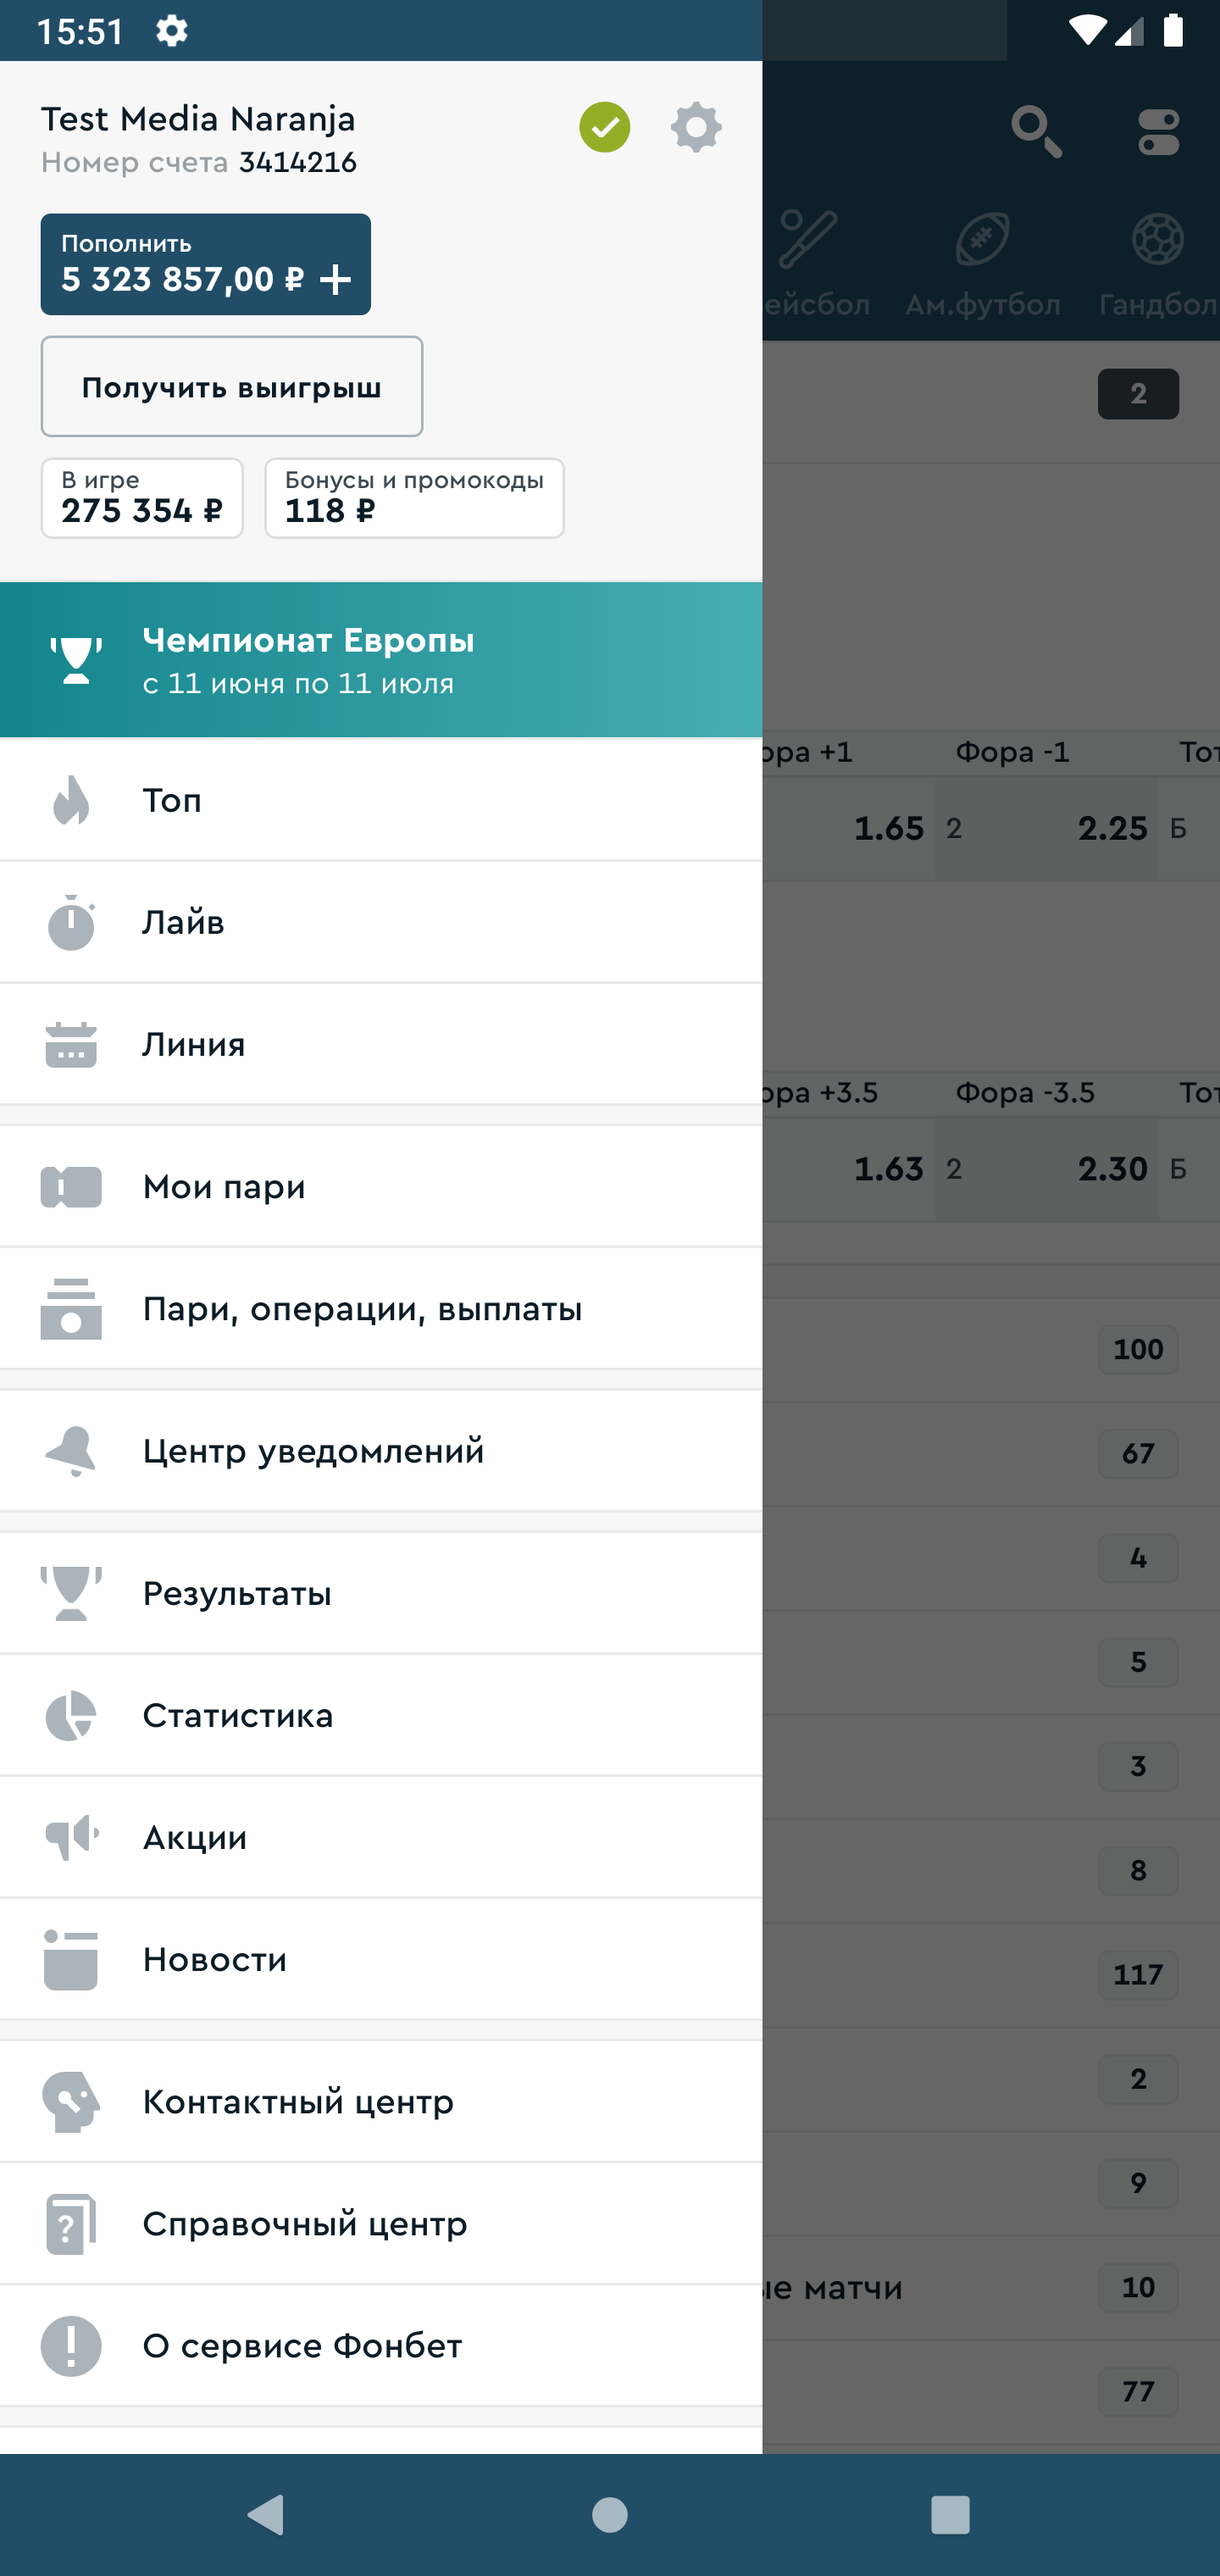 15:51
Test Media Naranja
Номер счета 3414216
Пополнить
5 323 857,00 ₽
Получить выигрыш
В игре
275 354 ₽
Бонусы и промокоды
118 ₽
Чемпионат Европы
с 11 июня по 11 июля
Топ
Лайв
Линия
Мои пари
Пари, операции, выплаты
Центр уведомлений
Результаты
Статистика
Акции
Новости
Контактный центр
Справочный центр
О сервисе Фонбет
ейсбол
Ам.футбол
Гандбол
2
ора +1
Фора -1
Тот
1.65
2
2.25
Б
ора +3.5
Фора -3.5
Тот
1.63
2
2.30
Б
100
67
4
5
3
8
117
2
9
ые матчи
10
77